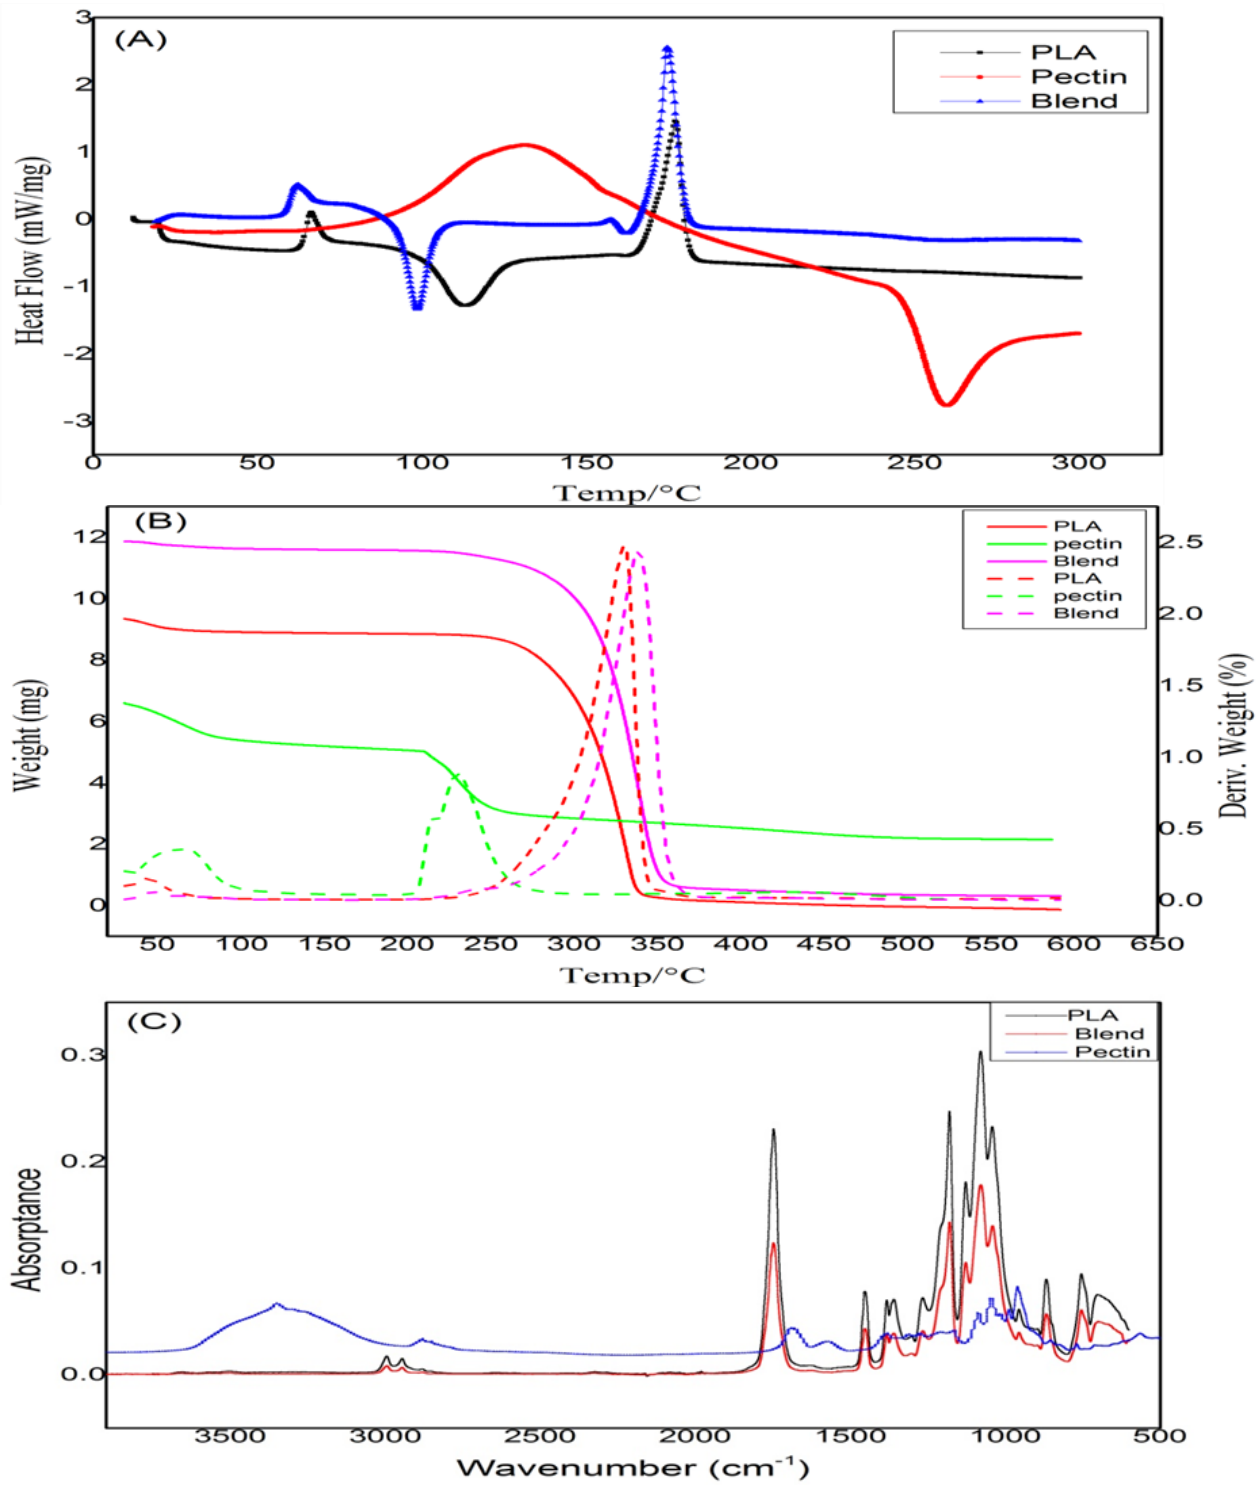 (A)
PLA
Pectin
Blend
3
2
1
0
-1
-2
-3
Heat Flow (mW/mg)
0 50 100 150 200 250 300
Temp/°C
(B)
PLA
pectin
Blend
PLA
pectin
Blend
12
10
8
6
4
2
0
Weight (mg)
2.5
2.0
1.5
1.0
0.5
0.0
Deriv. Weight (%)
50 100 150 200 250 300 350 400 450 500 550 600 650
Temp/°C
(C)
PLA
Blend
Pectin
0.3
0.2
0.1
0.0
Absorptance
3500 3000 2500 2000 1500 1000 500
Wavenumber (cm⁻¹)